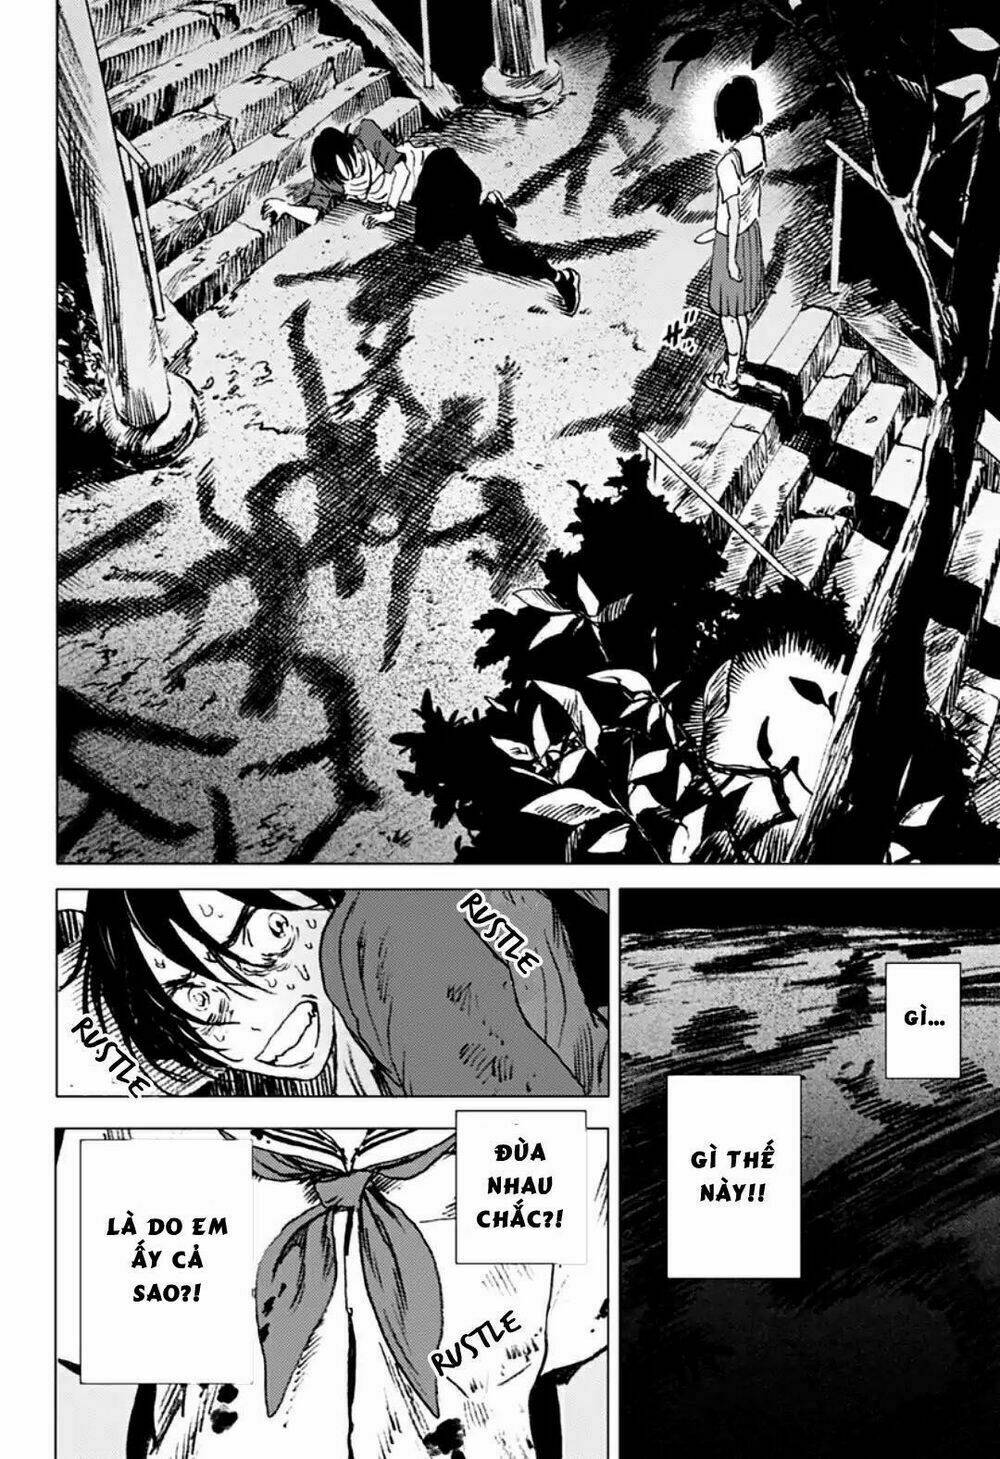 GÌ...
GÌ THẾ
NÀY!!
RUSTLE
RUSTLE
ĐÙA
NHAU
CHẮC?!
LÀ DO EM
ẤY CẢ
SAO?!
RUSTLE